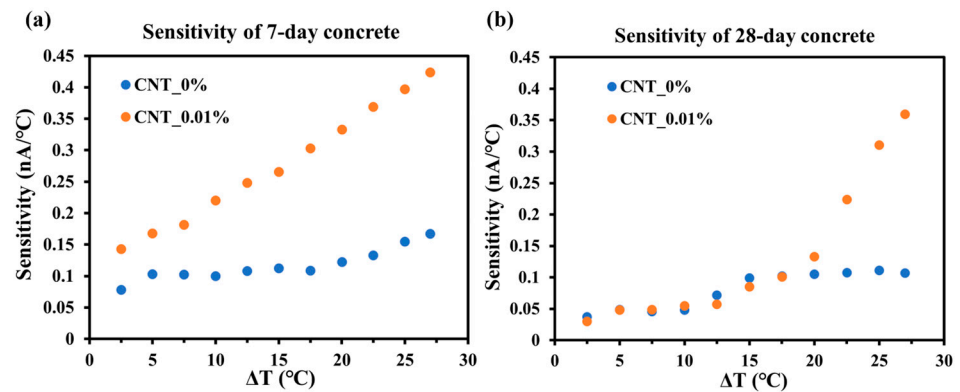 (a)
Sensitivity of 7-day concrete
0.45
0.4
0.35
0.3
0.25
0.2
0.15
0.1
0.05
0
Sensitivity (nA/°C)
CNT_0%
CNT_0.01%
0 5 10 15 20 25 30
ΔT (°C)
(b)
Sensitivity of 28-day concrete
0.45
0.4
0.35
0.3
0.25
0.2
0.15
0.1
0.05
0
Sensitivity (nA/°C)
CNT_0%
CNT_0.01%
0 5 10 15 20 25 30
ΔT (°C)